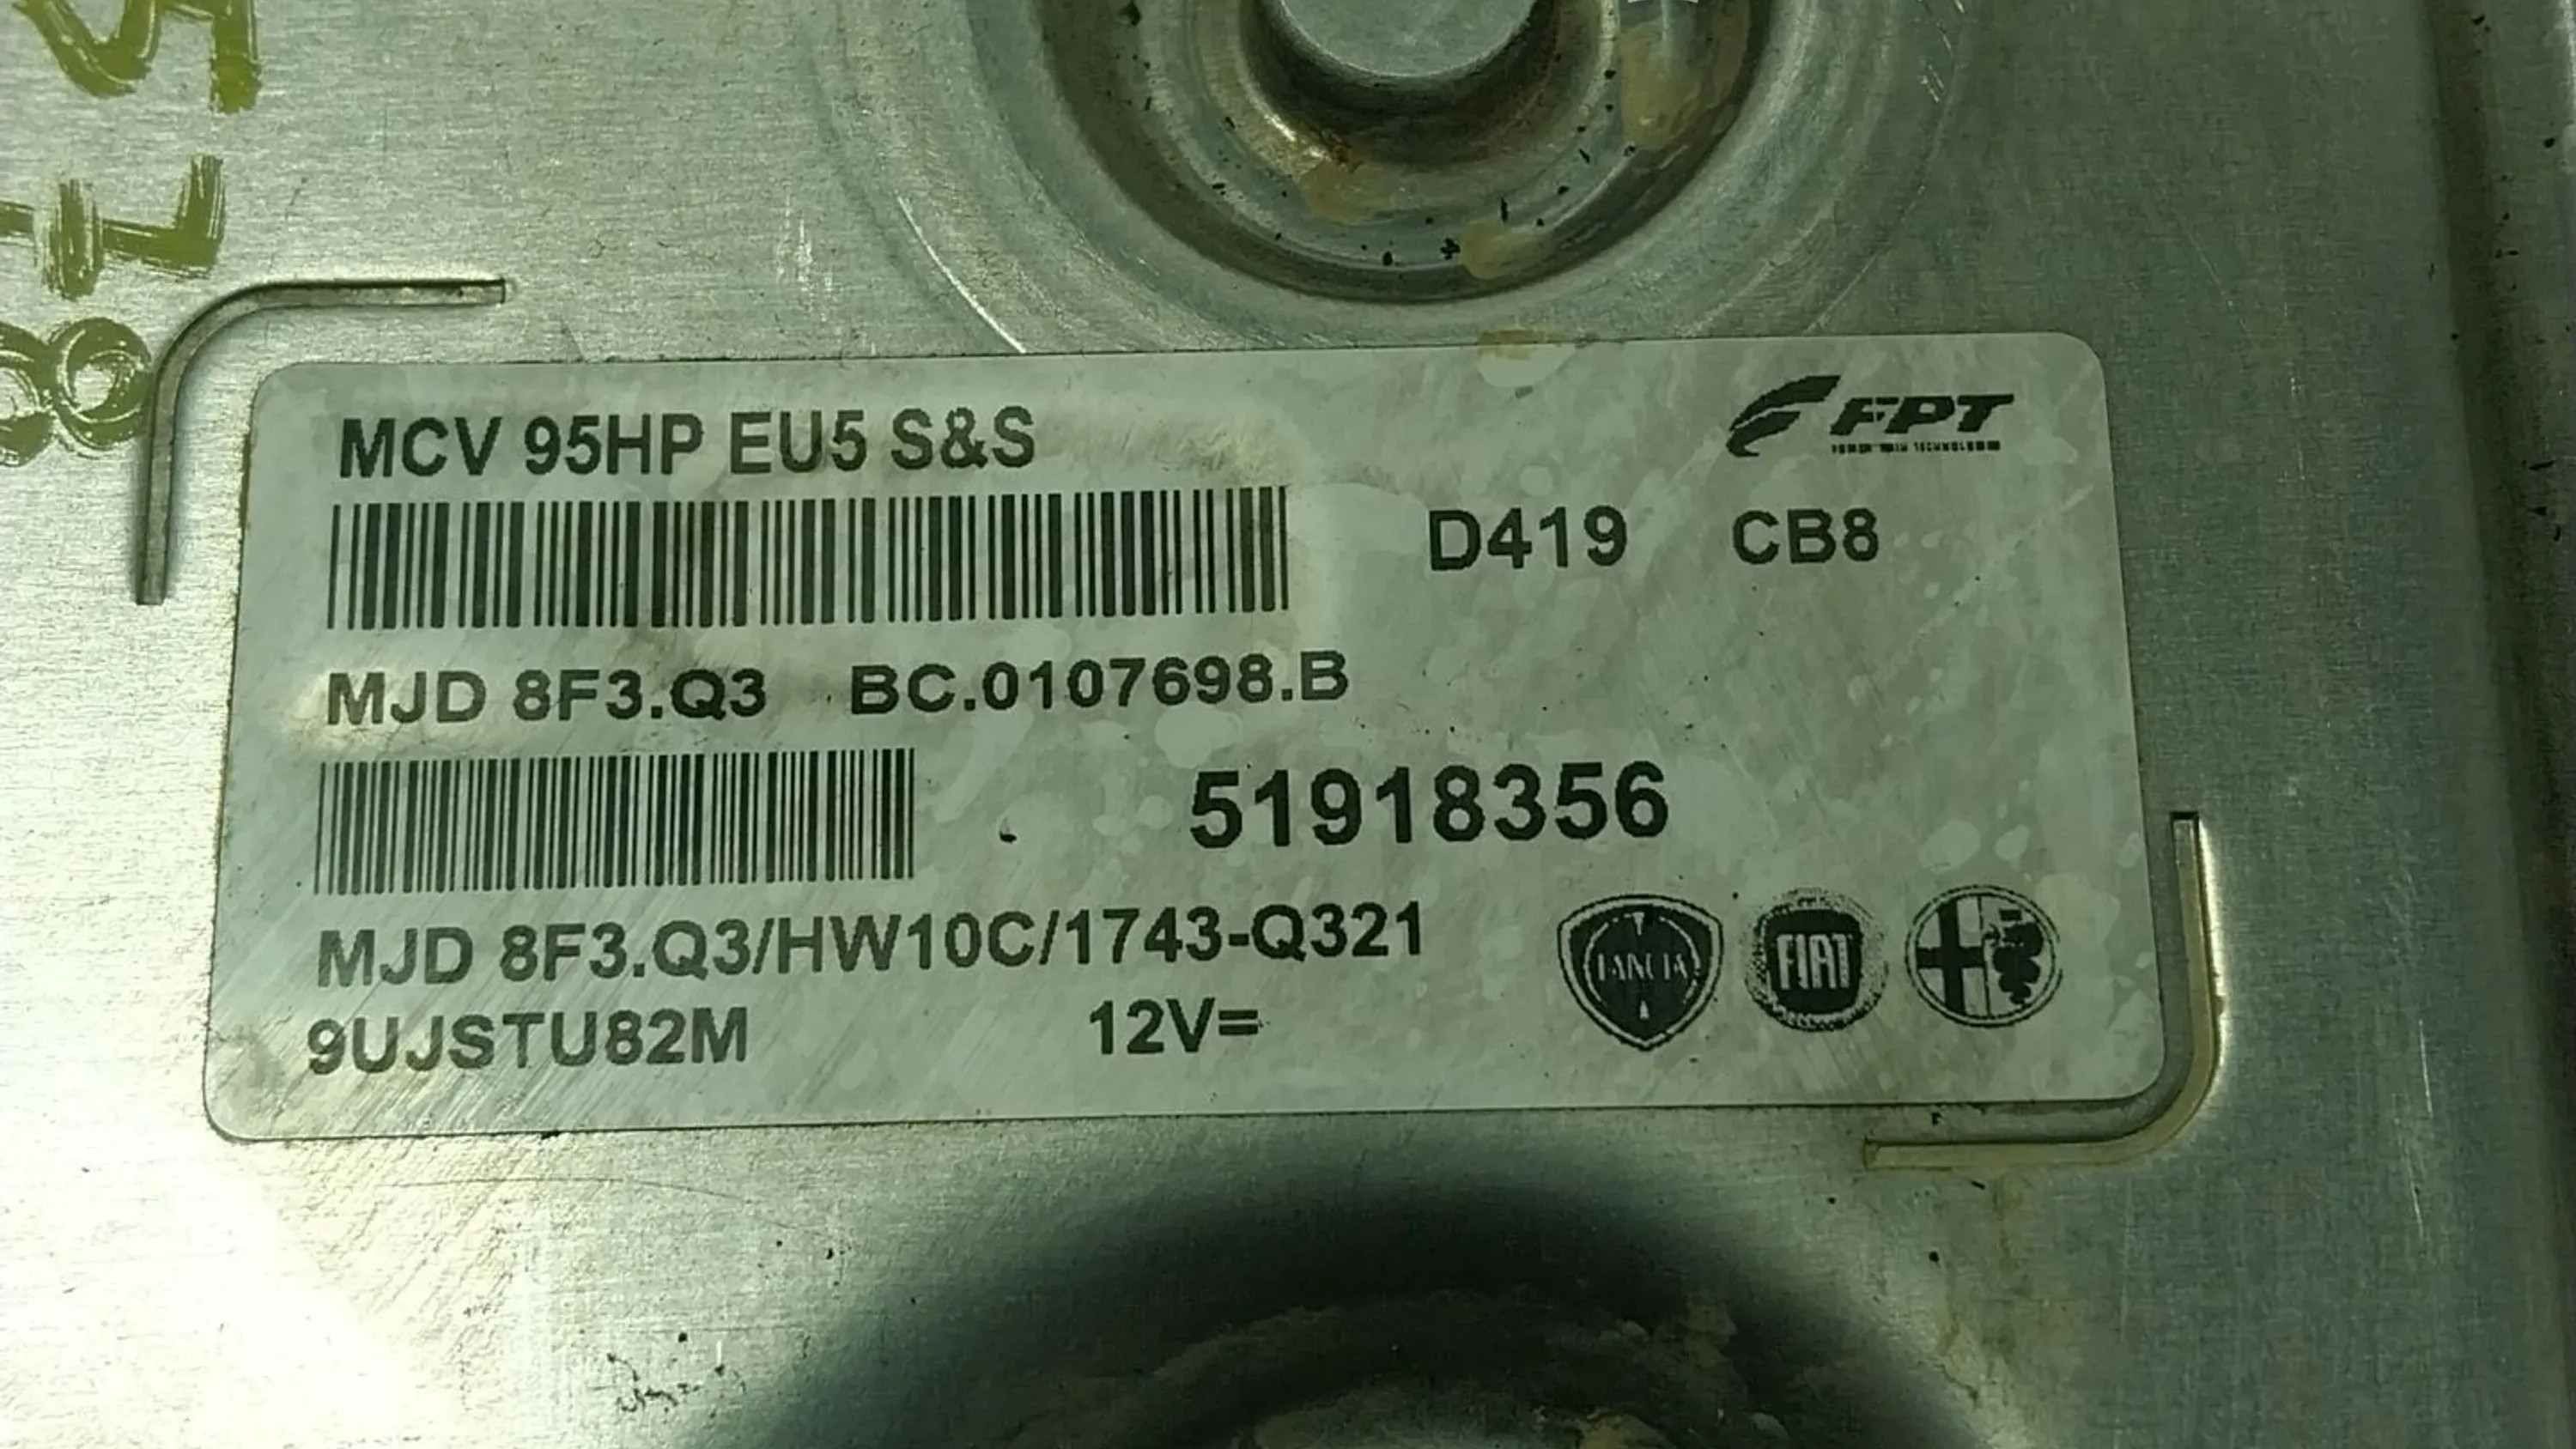 MCV 95HP EU5 S&S
FPT
D419 CB8
MJD 8F3.Q3 BC.0107698.B
51918356
MJD 8F3.Q3/HW10C/1743-Q321
LANCIA FIAT
9UJSTU82M 12V=